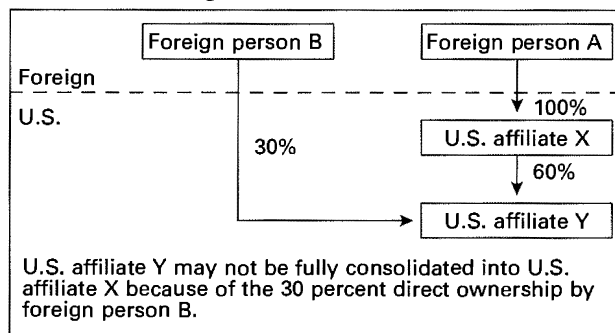 Foreign person B
Foreign person A
Foreign
U.S.
100%
30%
U.S. affiliate X
60%
U.S. affiliate Y
U.S. affiliate Y may not be fully consolidated into U.S.
affiliate X because of the 30 percent direct ownership by
foreign person B.